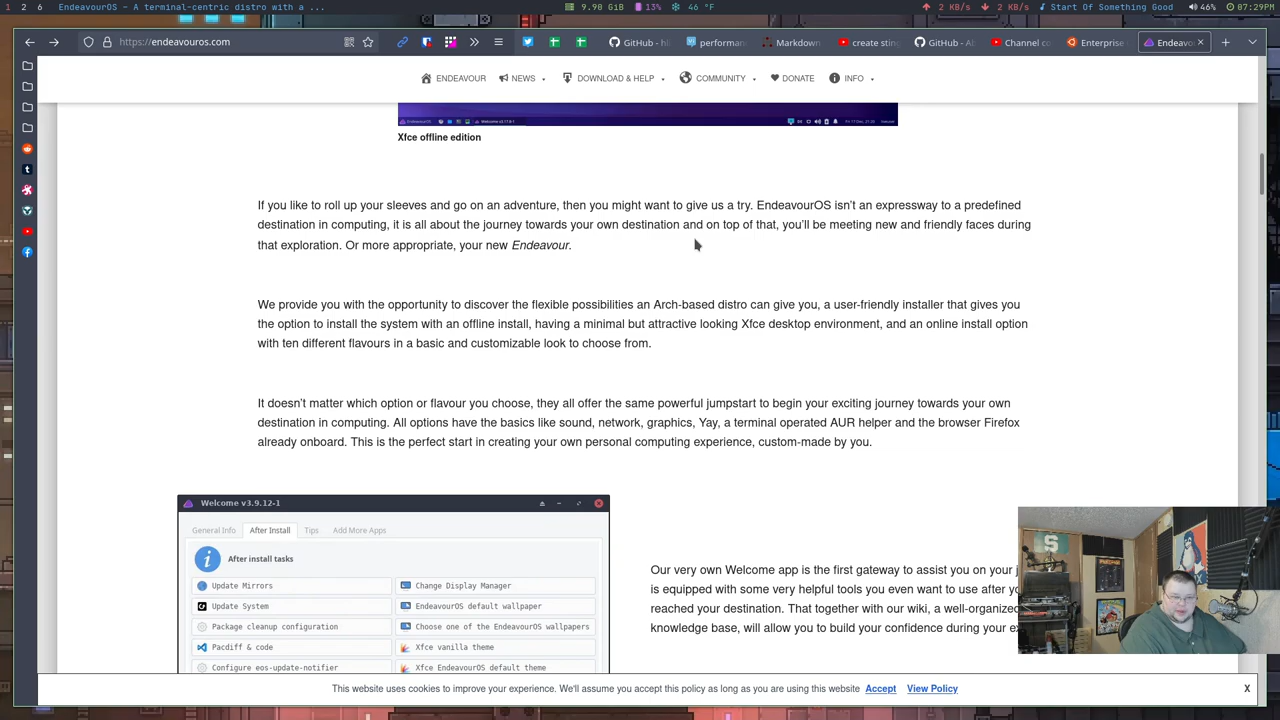 1 2 6 EndeavourOS – A terminal-centric distro with a ... 9.90 GiB 13% 46 °F 2 KB/s 2 KB/s Start Of Something Good 46% 07:29PM
https://endeavouros.com GitHub - performan Markdown create sting GitHub - Channel co Enterprise Endeavo
ENDEAVOUR NEWS DOWNLOAD & HELP COMMUNITY DONATE INFO
Xfce offline edition
If you like to roll up your sleeves and go on an adventure, then you might want to give us a try. EndeavourOS isn't an expressway to a predefined
destination in computing, it is all about the journey towards your own destination and on top of that, you'll be meeting new and friendly faces during
that exploration. Or more appropriate, your new Endeavour.
We provide you with the opportunity to discover the flexible possibilities an Arch-based distro can give you, a user-friendly installer that gives you
the option to install the system with an offline install, having a minimal but attractive looking Xfce desktop environment, and an online install option
with ten different flavours in a basic and customizable look to choose from.
It doesn't matter which option or flavour you choose, they all offer the same powerful jumpstart to begin your exciting journey towards your own
destination in computing. All options have the basics like sound, network, graphics, Yay, a terminal operated AUR helper and the browser Firefox
already onboard. This is the perfect start in creating your own personal computing experience, custom-made by you.
Welcome v3.9.12-1
General Info After Install Tips Add More Apps
After install tasks
Update Mirrors Change Display Manager
Update System EndeavourOS default wallpaper
Package cleanup configuration Choose one of the EndeavourOS wallpapers
Pacdiff & code Xfce vanilla theme
Configure eos-update-notifier Xfce EndeavourOS default theme
Our very own Welcome app is the first gateway to assist you on your j
is equipped with some very helpful tools you even want to use after yo
reached your destination. That together with our wiki, a well-organized
knowledge base, will allow you to build your confidence during your ex
This website uses cookies to improve your experience. We'll assume you accept this policy as long as you are using this website Accept View Policy X